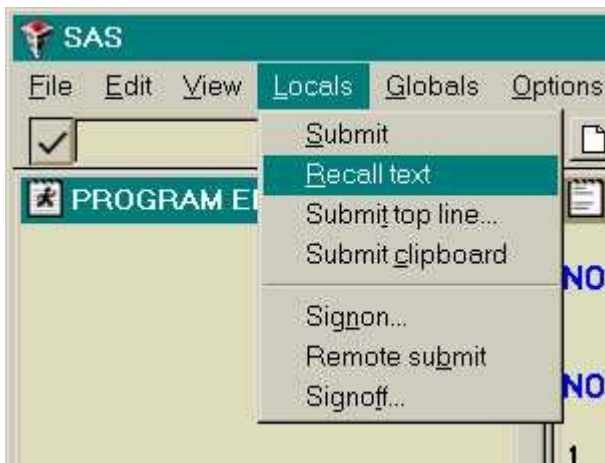 SAS
File Edit View Locals Globals Options
Submit
Recall text
PROGRAM E
Submit top line...
Submit clipboard
NO
Signon...
Remote submit
NO
Signoff...
1